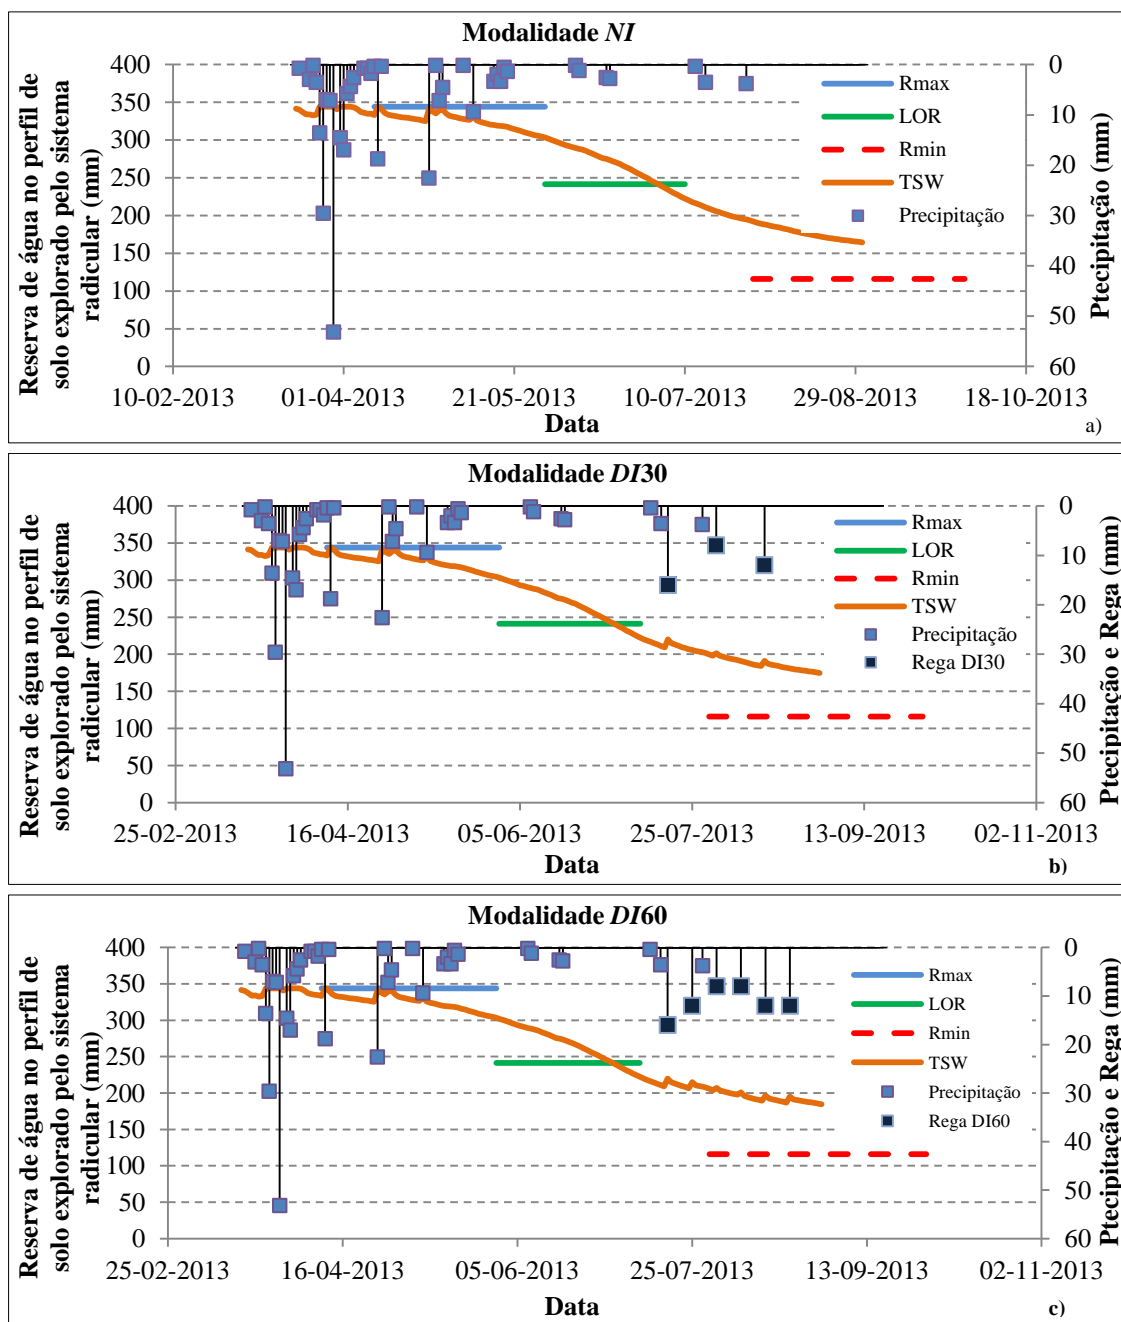 Modalidade NI
Reserva de água no perfil de
solo explorado pelo sistema
radicular (mm)
400
350
300
250
200
150
100
50
0
0
10
20
30
40
50
60
Ptecipitação (mm)
Rmax
LOR
Rmin
TSW
Precipitação
10-02-2013
01-04-2013
21-05-2013
10-07-2013
29-08-2013
18-10-2013
Data
a)
Modalidade DI30
Reserva de água no perfil de
solo explorado pelo sistema
radicular (mm)
400
350
300
250
200
150
100
50
0
0
10
20
30
40
50
60
Ptecipitação e Rega (mm)
Rmax
LOR
Rmin
TSW
Precipitação
Rega DI30
25-02-2013
16-04-2013
05-06-2013
25-07-2013
13-09-2013
02-11-2013
Data
b)
Modalidade DI60
Reserva de água no perfil de
solo explorado pelo sistema
radicular (mm)
400
350
300
250
200
150
100
50
0
0
10
20
30
40
50
60
Ptecipitação e Rega (mm)
Rmax
LOR
Rmin
TSW
Precipitação
Rega DI60
25-02-2013
16-04-2013
05-06-2013
25-07-2013
13-09-2013
02-11-2013
Data
c)